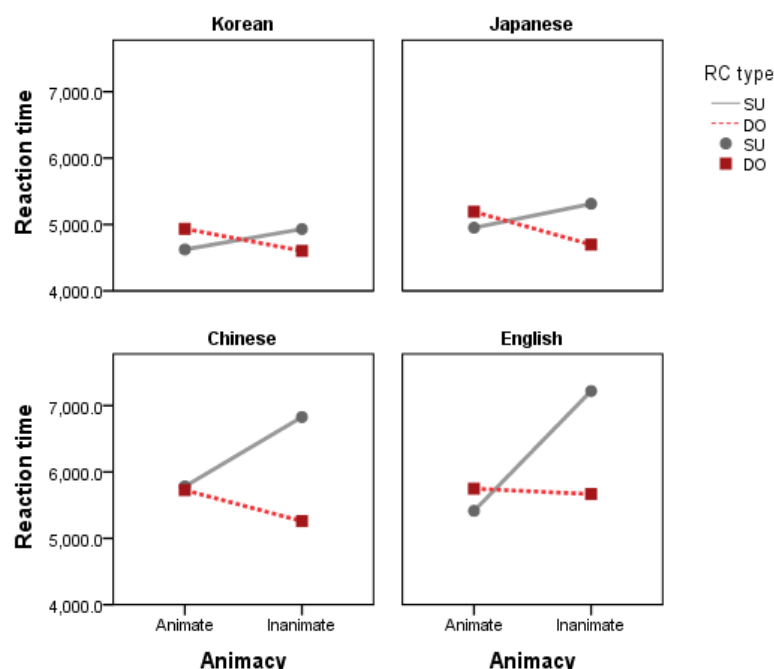 Korean
Japanese
RC type
SU
DO
SU
DO
Reaction time
7,000.0
6,000.0
5,000.0
4,000.0
Chinese
English
Reaction time
7,000.0
6,000.0
5,000.0
4,000.0
Animate Inanimate
Animate Inanimate
Animacy
Animacy